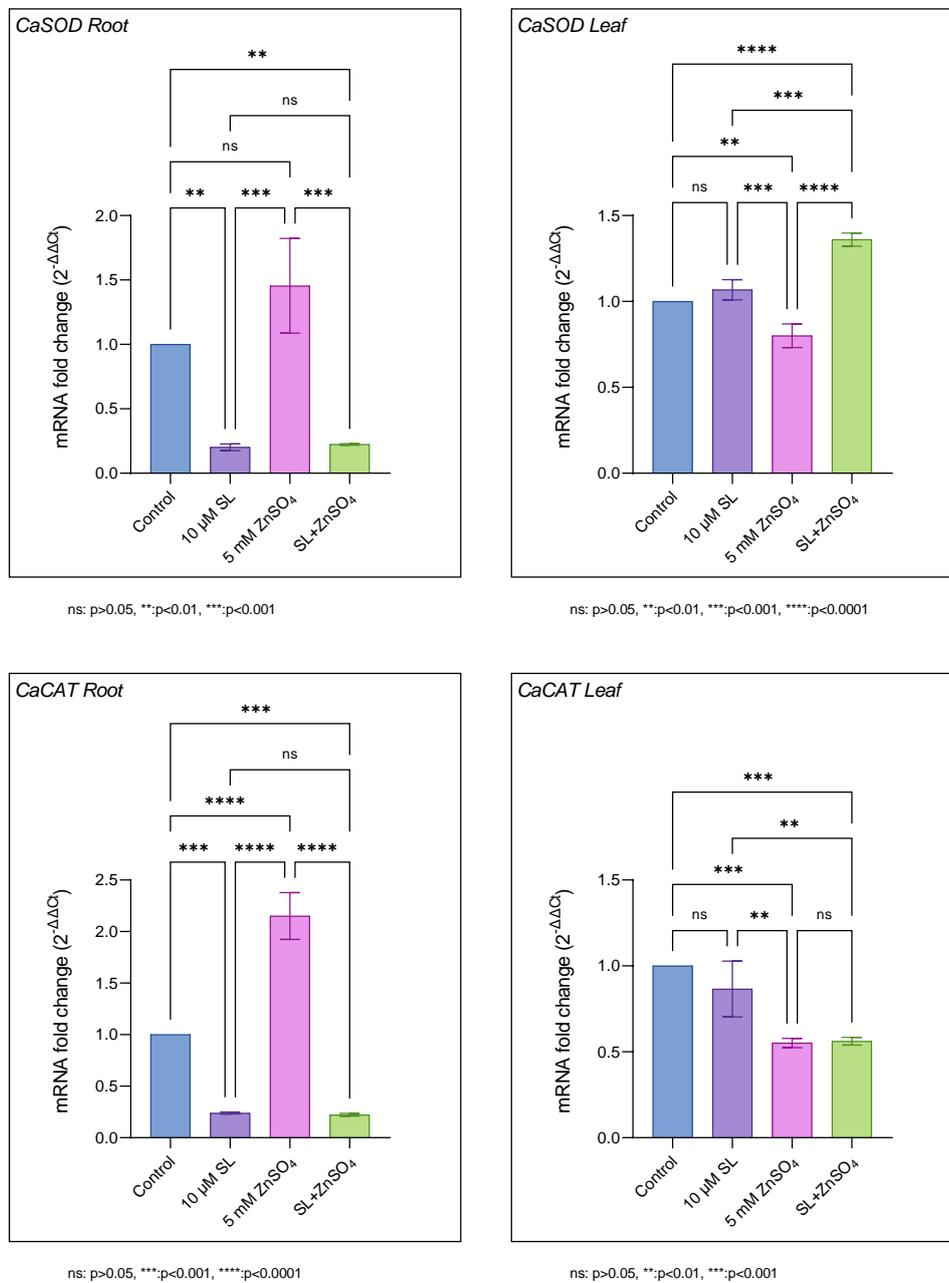 CaSOD Root
**
ns
ns
** *** ***
mRNA fold change (2^-ΔΔCt)
2.0
1.5
1.0
0.5
0.0
Control
10 µM SL
5 mM ZnSO4
SL+ZnSO4
ns: p>0.05, **:p<0.01, ***:p<0.001
CaSOD Leaf
****
***
**
ns *** ****
mRNA fold change (2^-ΔΔCt)
1.5
1.0
0.5
0.0
Control
10 µM SL
5 mM ZnSO4
SL+ZnSO4
ns: p>0.05, **:p<0.01, ***:p<0.001, ****:p<0.0001
CaCAT Root
***
ns
****
*** **** ****
mRNA fold change (2^-ΔΔCt)
2.5
2.0
1.5
1.0
0.5
0.0
Control
10 µM SL
5 mM ZnSO4
SL+ZnSO4
ns: p>0.05, ***:p<0.001, ****:p<0.0001
CaCAT Leaf
***
**
***
ns ** ns
mRNA fold change (2^-ΔΔCt)
1.5
1.0
0.5
0.0
Control
10 µM SL
5 mM ZnSO4
SL+ZnSO4
ns: p>0.05, **:p<0.01, ***:p<0.001